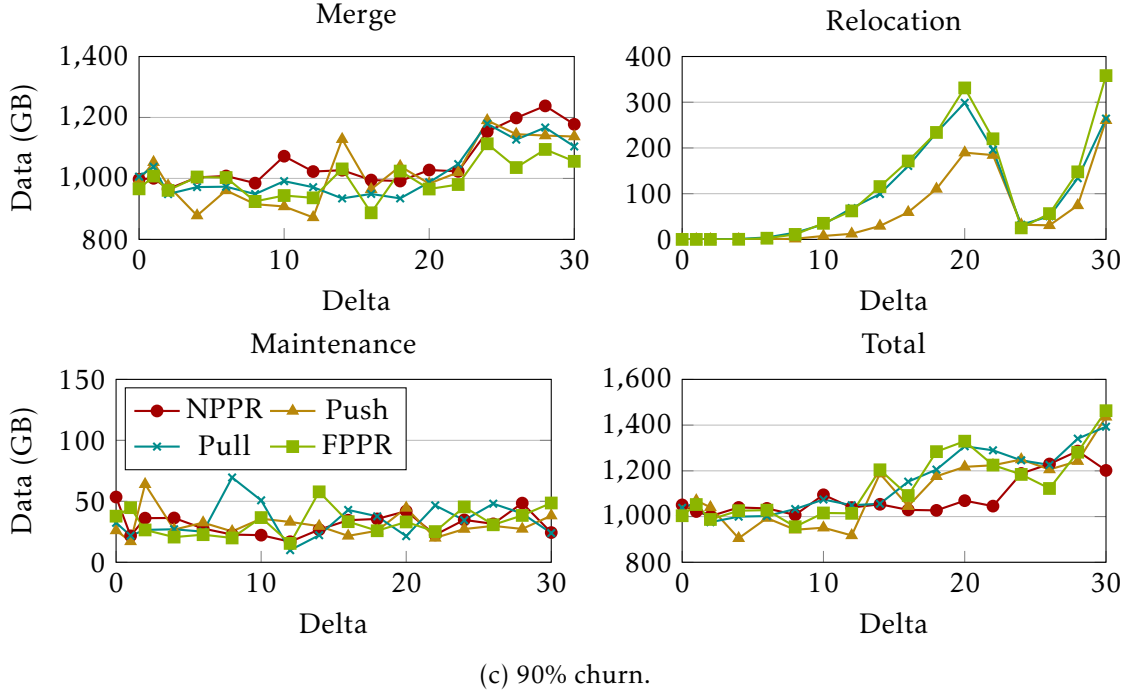 Merge
1,400
1,200
1,000
800
Data (GB)
0 10 20 30
Delta
Relocation
400
300
200
100
0
0 10 20 30
Delta
Maintenance
150
100
50
0
Data (GB)
NPPR Push
Pull FPPR
0 10 20 30
Delta
Total
1,600
1,400
1,200
1,000
800
0 10 20 30
Delta
(c) 90% churn.